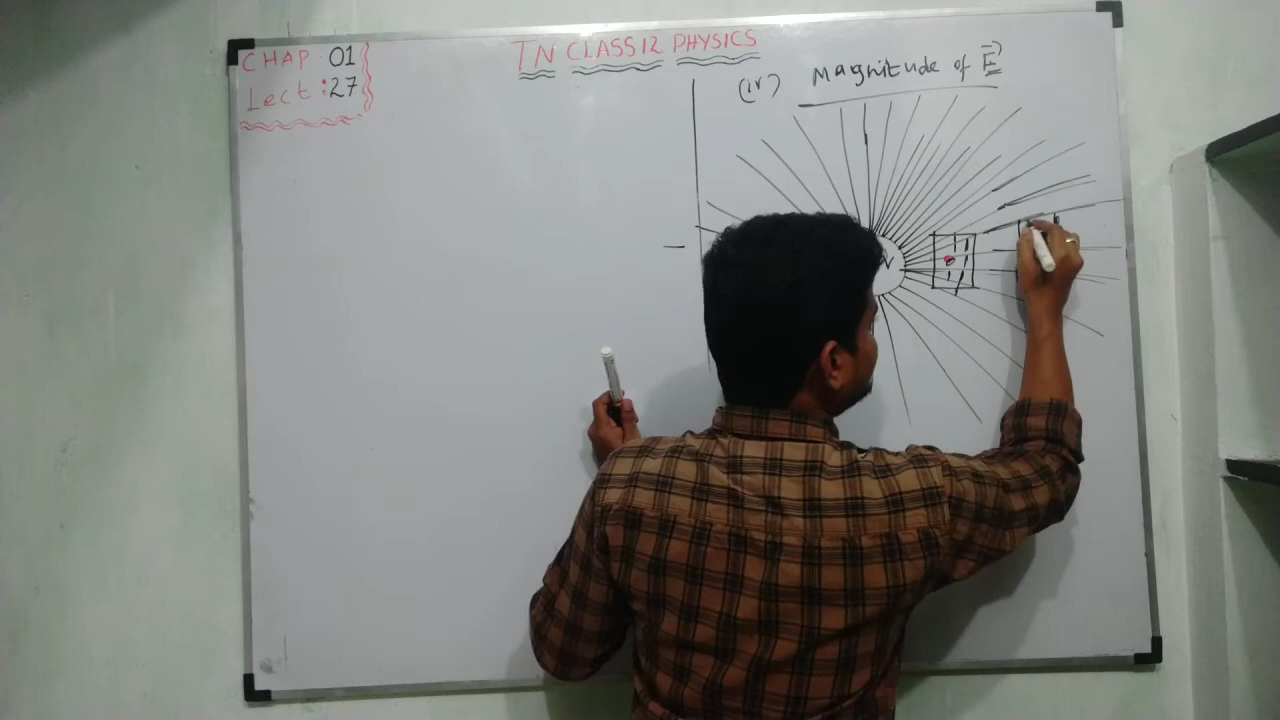 CHAP 01
Lect : 27
TN CLASS 12 PHYSICS
(iv) Magnitude of E⃗